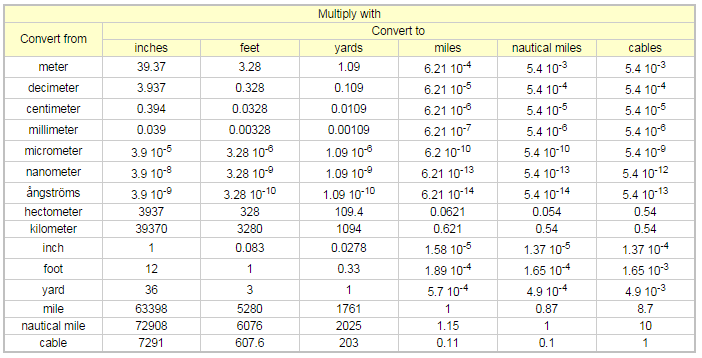 Multiply with
Convert from Convert to
inches feet yards miles nautical miles cables
meter 39.37 3.28 1.09 6.21 10⁻⁴ 5.4 10⁻³ 5.4 10⁻³
decimeter 3.937 0.328 0.109 6.21 10⁻⁵ 5.4 10⁻⁴ 5.4 10⁻⁴
centimeter 0.394 0.0328 0.0109 6.21 10⁻⁶ 5.4 10⁻⁵ 5.4 10⁻⁵
millimeter 0.039 0.00328 0.00109 6.21 10⁻⁷ 5.4 10⁻⁶ 5.4 10⁻⁶
micrometer 3.9 10⁻⁵ 3.28 10⁻⁶ 1.09 10⁻⁶ 6.2 10⁻¹⁰ 5.4 10⁻¹⁰ 5.4 10⁻⁹
nanometer 3.9 10⁻⁸ 3.28 10⁻⁹ 1.09 10⁻⁹ 6.21 10⁻¹³ 5.4 10⁻¹³ 5.4 10⁻¹²
ångströms 3.9 10⁻⁹ 3.28 10⁻¹⁰ 1.09 10⁻¹⁰ 6.21 10⁻¹⁴ 5.4 10⁻¹⁴ 5.4 10⁻¹³
hectometer 3937 328 109.4 0.0621 0.054 0.54
kilometer 39370 3280 1094 0.621 0.54 0.54
inch 1 0.083 0.0278 1.58 10⁻⁵ 1.37 10⁻⁵ 1.37 10⁻⁴
foot 12 1 0.33 1.89 10⁻⁴ 1.65 10⁻⁴ 1.65 10⁻³
yard 36 3 1 5.7 10⁻⁴ 4.9 10⁻⁴ 4.9 10⁻³
mile 63398 5280 1761 1 0.87 8.7
nautical mile 72908 6076 2025 1.15 1 10
cable 7291 607.6 203 0.11 0.1 1